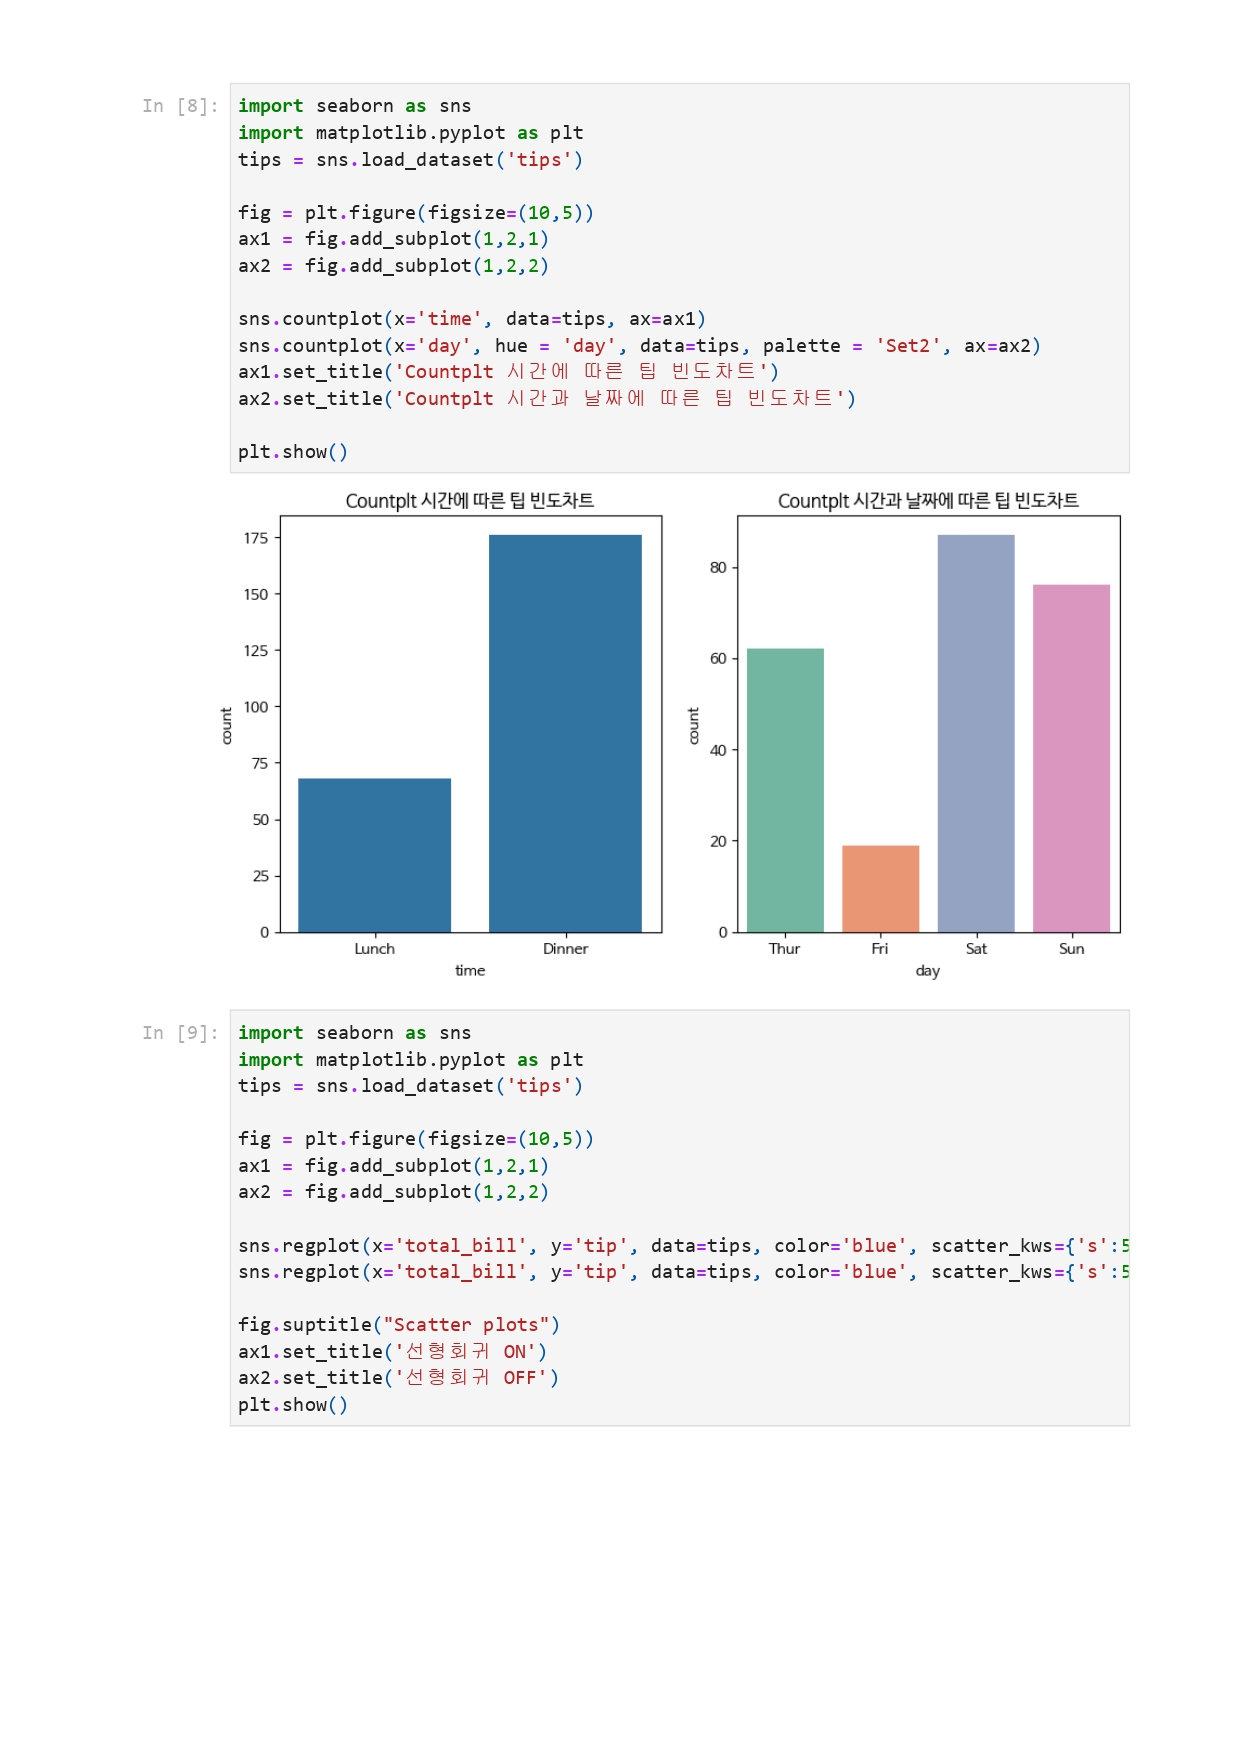 In [8]:
import seaborn as sns
import matplotlib.pyplot as plt
tips = sns.load_dataset('tips')
fig = plt.figure(figsize=(10,5))
ax1 = fig.add_subplot(1,2,1)
ax2 = fig.add_subplot(1,2,2)
sns.countplot(x='time', data=tips, ax=ax1)
sns.countplot(x='day', hue = 'day', data=tips, palette = 'Set2', ax=ax2)
ax1.set_title('Countplt 시간에 따른 팁 빈도차트')
ax2.set_title('Countplt 시간과 날짜에 따른 팁 빈도차트')
plt.show()
Countplt 시간에 따른 팁 빈도차트
175
150
125
100
75
50
25
0
count
Lunch Dinner
time
Countplt 시간과 날짜에 따른 팁 빈도차트
80
60
40
20
0
count
Thur Fri Sat Sun
day
In [9]:
import seaborn as sns
import matplotlib.pyplot as plt
tips = sns.load_dataset('tips')
fig = plt.figure(figsize=(10,5))
ax1 = fig.add_subplot(1,2,1)
ax2 = fig.add_subplot(1,2,2)
sns.regplot(x='total_bill', y='tip', data=tips, color='blue', scatter_kws={'s':5
sns.regplot(x='total_bill', y='tip', data=tips, color='blue', scatter_kws={'s':5
fig.suptitle("Scatter plots")
ax1.set_title('선형회귀 ON')
ax2.set_title('선형회귀 OFF')
plt.show()